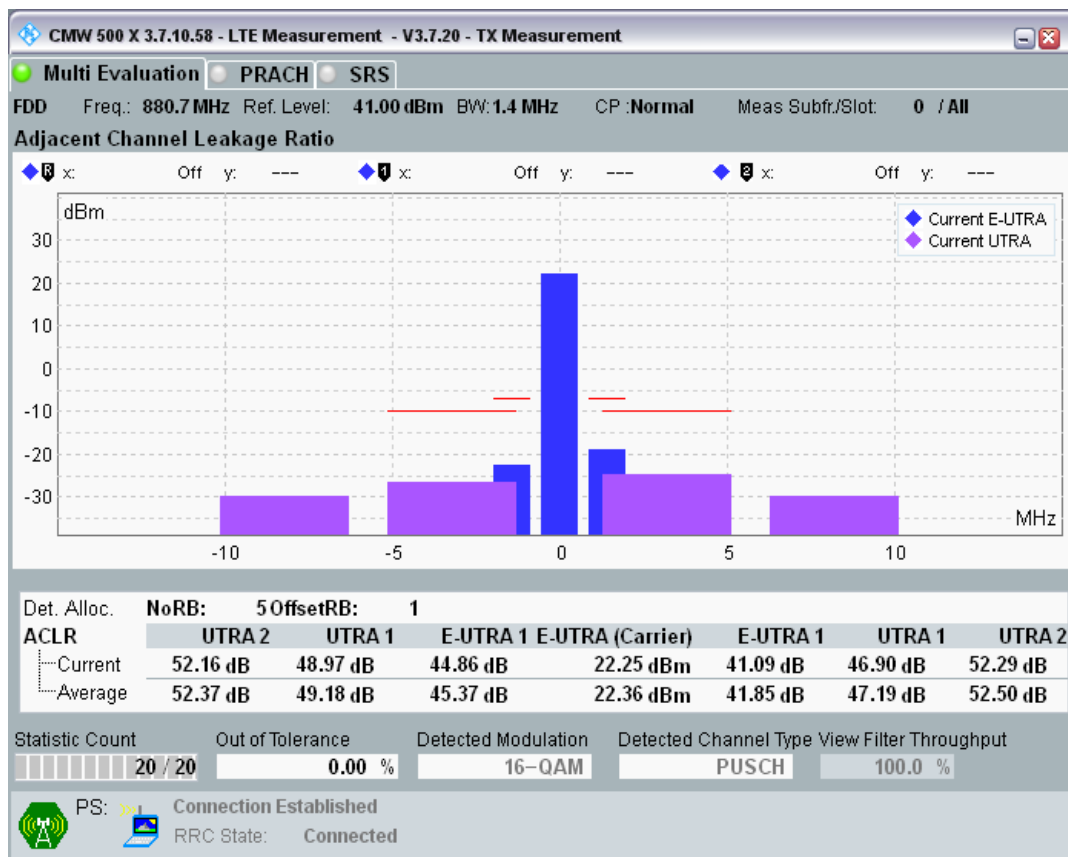 CMW 500 X 3.7.10.58 - LTE Measurement - V3.7.20 - TX Measurement
Multi Evaluation PRACH SRS
FDD Freq.: 880.7 MHz Ref. Level: 41.00 dBm BW: 1.4 MHz CP :Normal Meas Subfr./Slot: 0 / All
Adjacent Channel Leakage Ratio
R x: Off y: --- 1 x: Off y: --- 2 x: Off y: ---
dBm
Current E-UTRA
Current UTRA
30
20
10
0
-10
-20
-30
MHz
-10 -5 0 5 10
Det. Alloc. NoRB: 5 OffsetRB: 1
ACLR UTRA 2 UTRA 1 E-UTRA 1 E-UTRA (Carrier) E-UTRA 1 UTRA 1 UTRA 2
Current 52.16 dB 48.97 dB 44.86 dB 22.25 dBm 41.09 dB 46.90 dB 52.29 dB
Average 52.37 dB 49.18 dB 45.37 dB 22.36 dBm 41.85 dB 47.19 dB 52.50 dB
Statistic Count Out of Tolerance Detected Modulation Detected Channel Type View Filter Throughput
20 / 20 0.00 % 16-QAM PUSCH 100.0 %
PS: Connection Established
RRC State: Connected